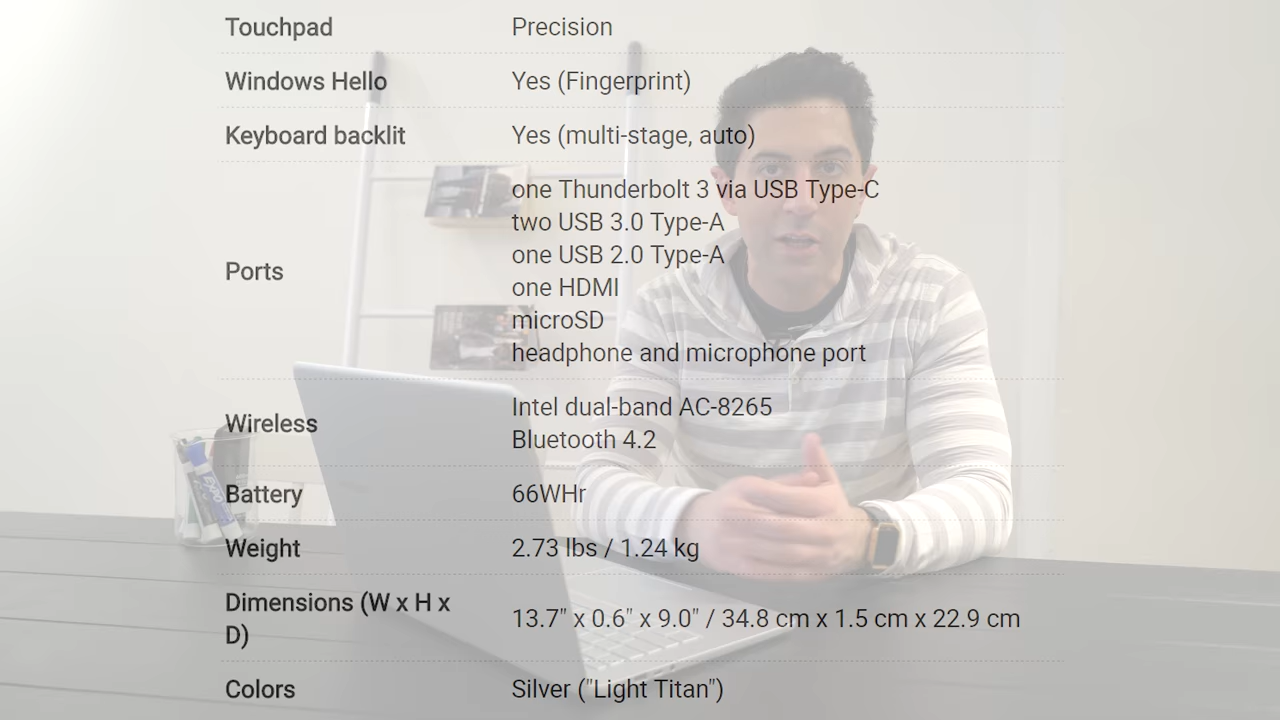 Touchpad Precision
Windows Hello Yes (Fingerprint)
Keyboard backlit Yes (multi-stage, auto)
Ports
one Thunderbolt 3 via USB Type-C
two USB 3.0 Type-A
one USB 2.0 Type-A
one HDMI
microSD
headphone and microphone port
Wireless
Intel dual-band AC-8265
Bluetooth 4.2
Battery 66WHr
Weight 2.73 lbs / 1.24 kg
Dimensions (W x H x
D)
13.7" x 0.6" x 9.0" / 34.8 cm x 1.5 cm x 22.9 cm
Colors Silver ("Light Titan")
EXPO